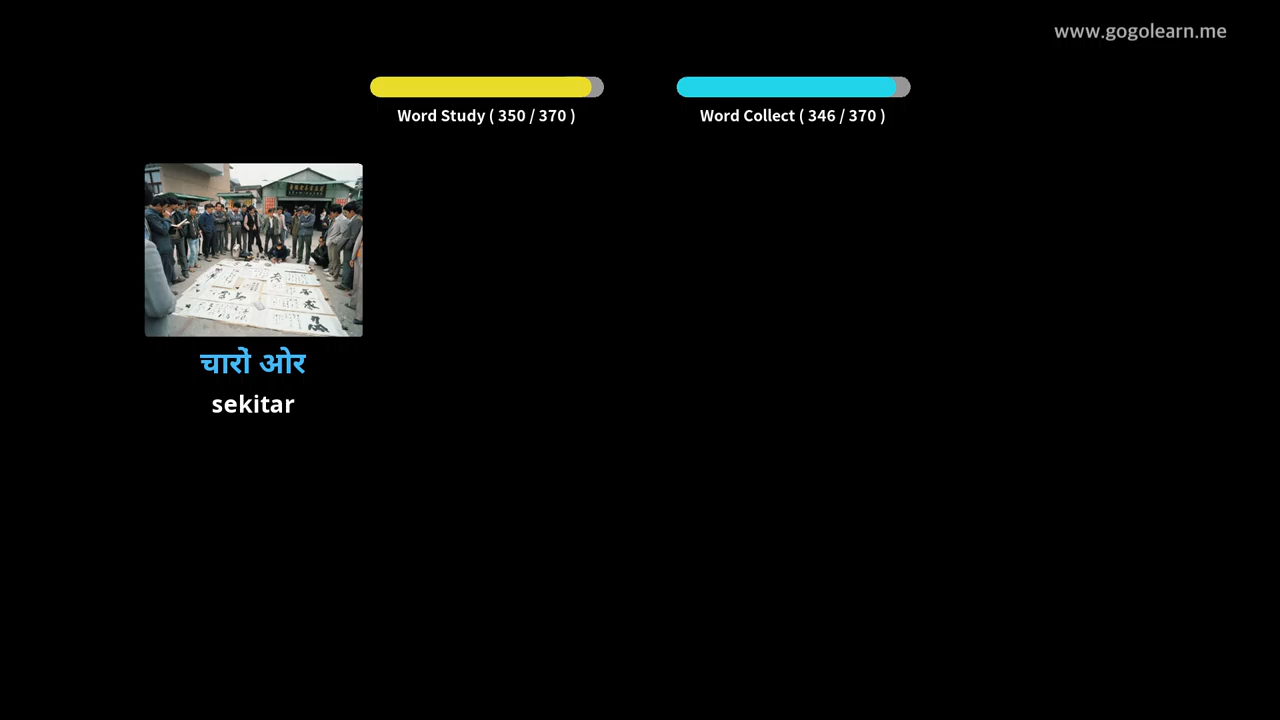 www.gogolearn.me
Word Study ( 350 / 370 )
Word Collect ( 346 / 370 )
चारों ओर
sekitar